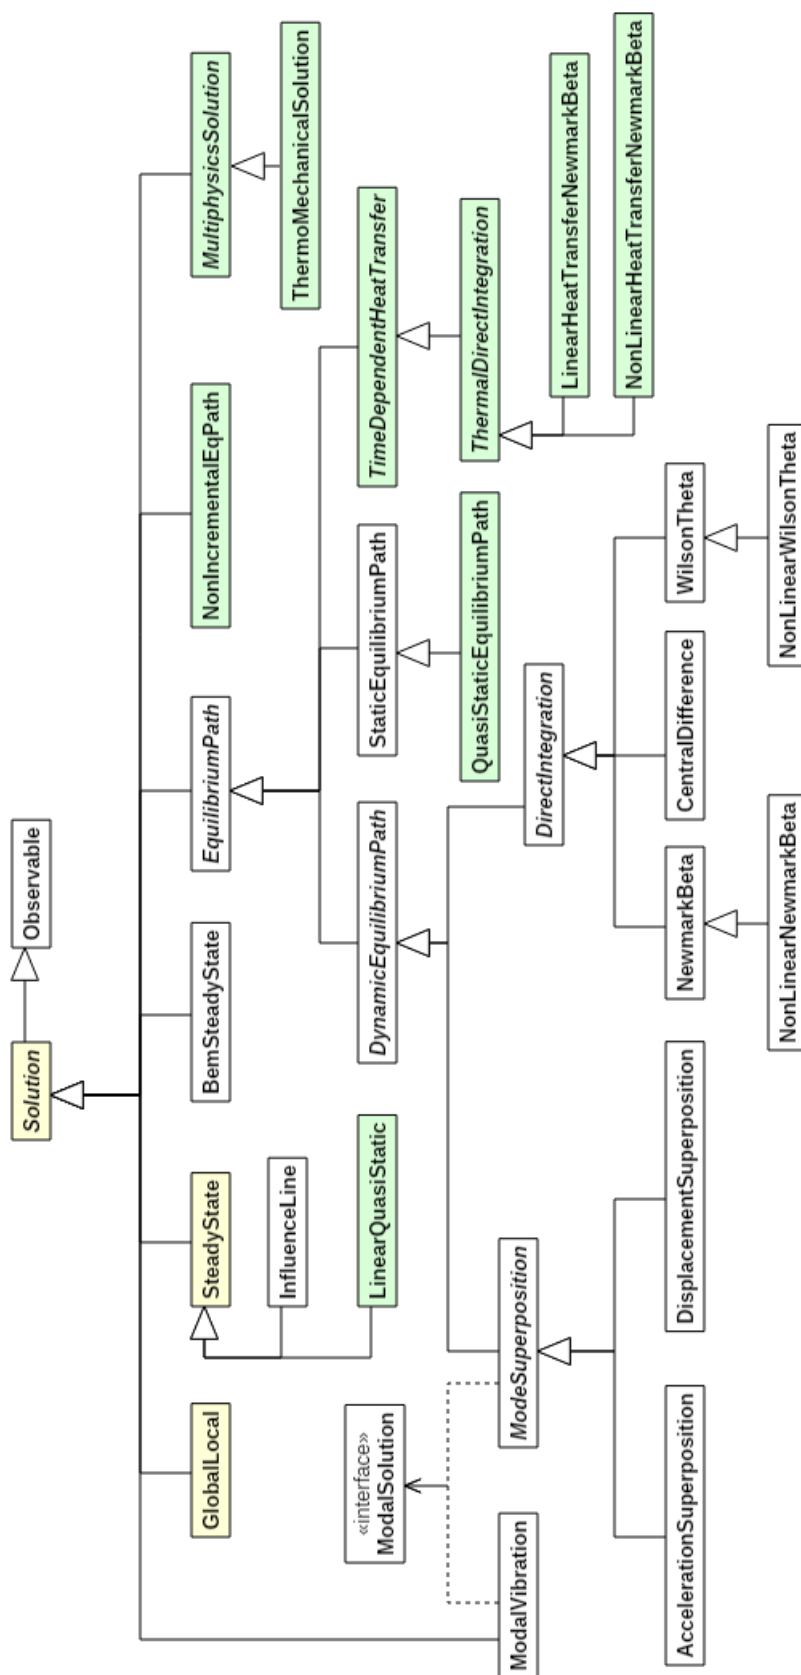 Solution
Observable
GlobalLocal
SteadyState
BemSteadyState
EquilibriumPath
NonIncrementalEqPath
MultiphysicsSolution
InfluenceLine
ThermoMechanicalSolution
«interface»
ModalSolution
LinearQuasiStatic
DynamicEquilibriumPath
StaticEquilibriumPath
TimeDependentHeatTransfer
QuasiStaticEquilibriumPath
ThermalDirectIntegration
ModalVibration
ModeSuperposition
DirectIntegration
LinearHeatTransferNewmarkBeta
NonLinearHeatTransferNewmarkBeta
AccelerationSuperposition
DisplacementSuperposition
NewmarkBeta
CentralDifference
WilsonTheta
NonLinearNewmarkBeta
NonLinearWilsonTheta